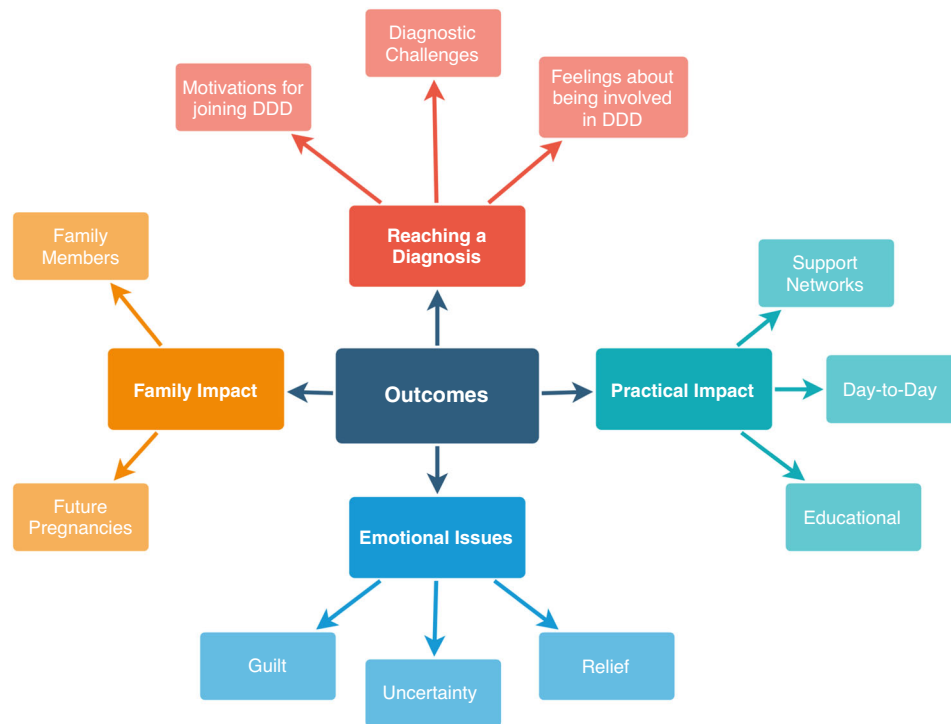 Diagnostic
Challenges
Motivations for
joining DDD
Feelings about
being involved
in DDD
Reaching a
Diagnosis
Family
Members
Support
Networks
Family Impact
Outcomes
Practical Impact
Day-to-Day
Future
Pregnancies
Emotional Issues
Educational
Guilt
Uncertainty
Relief